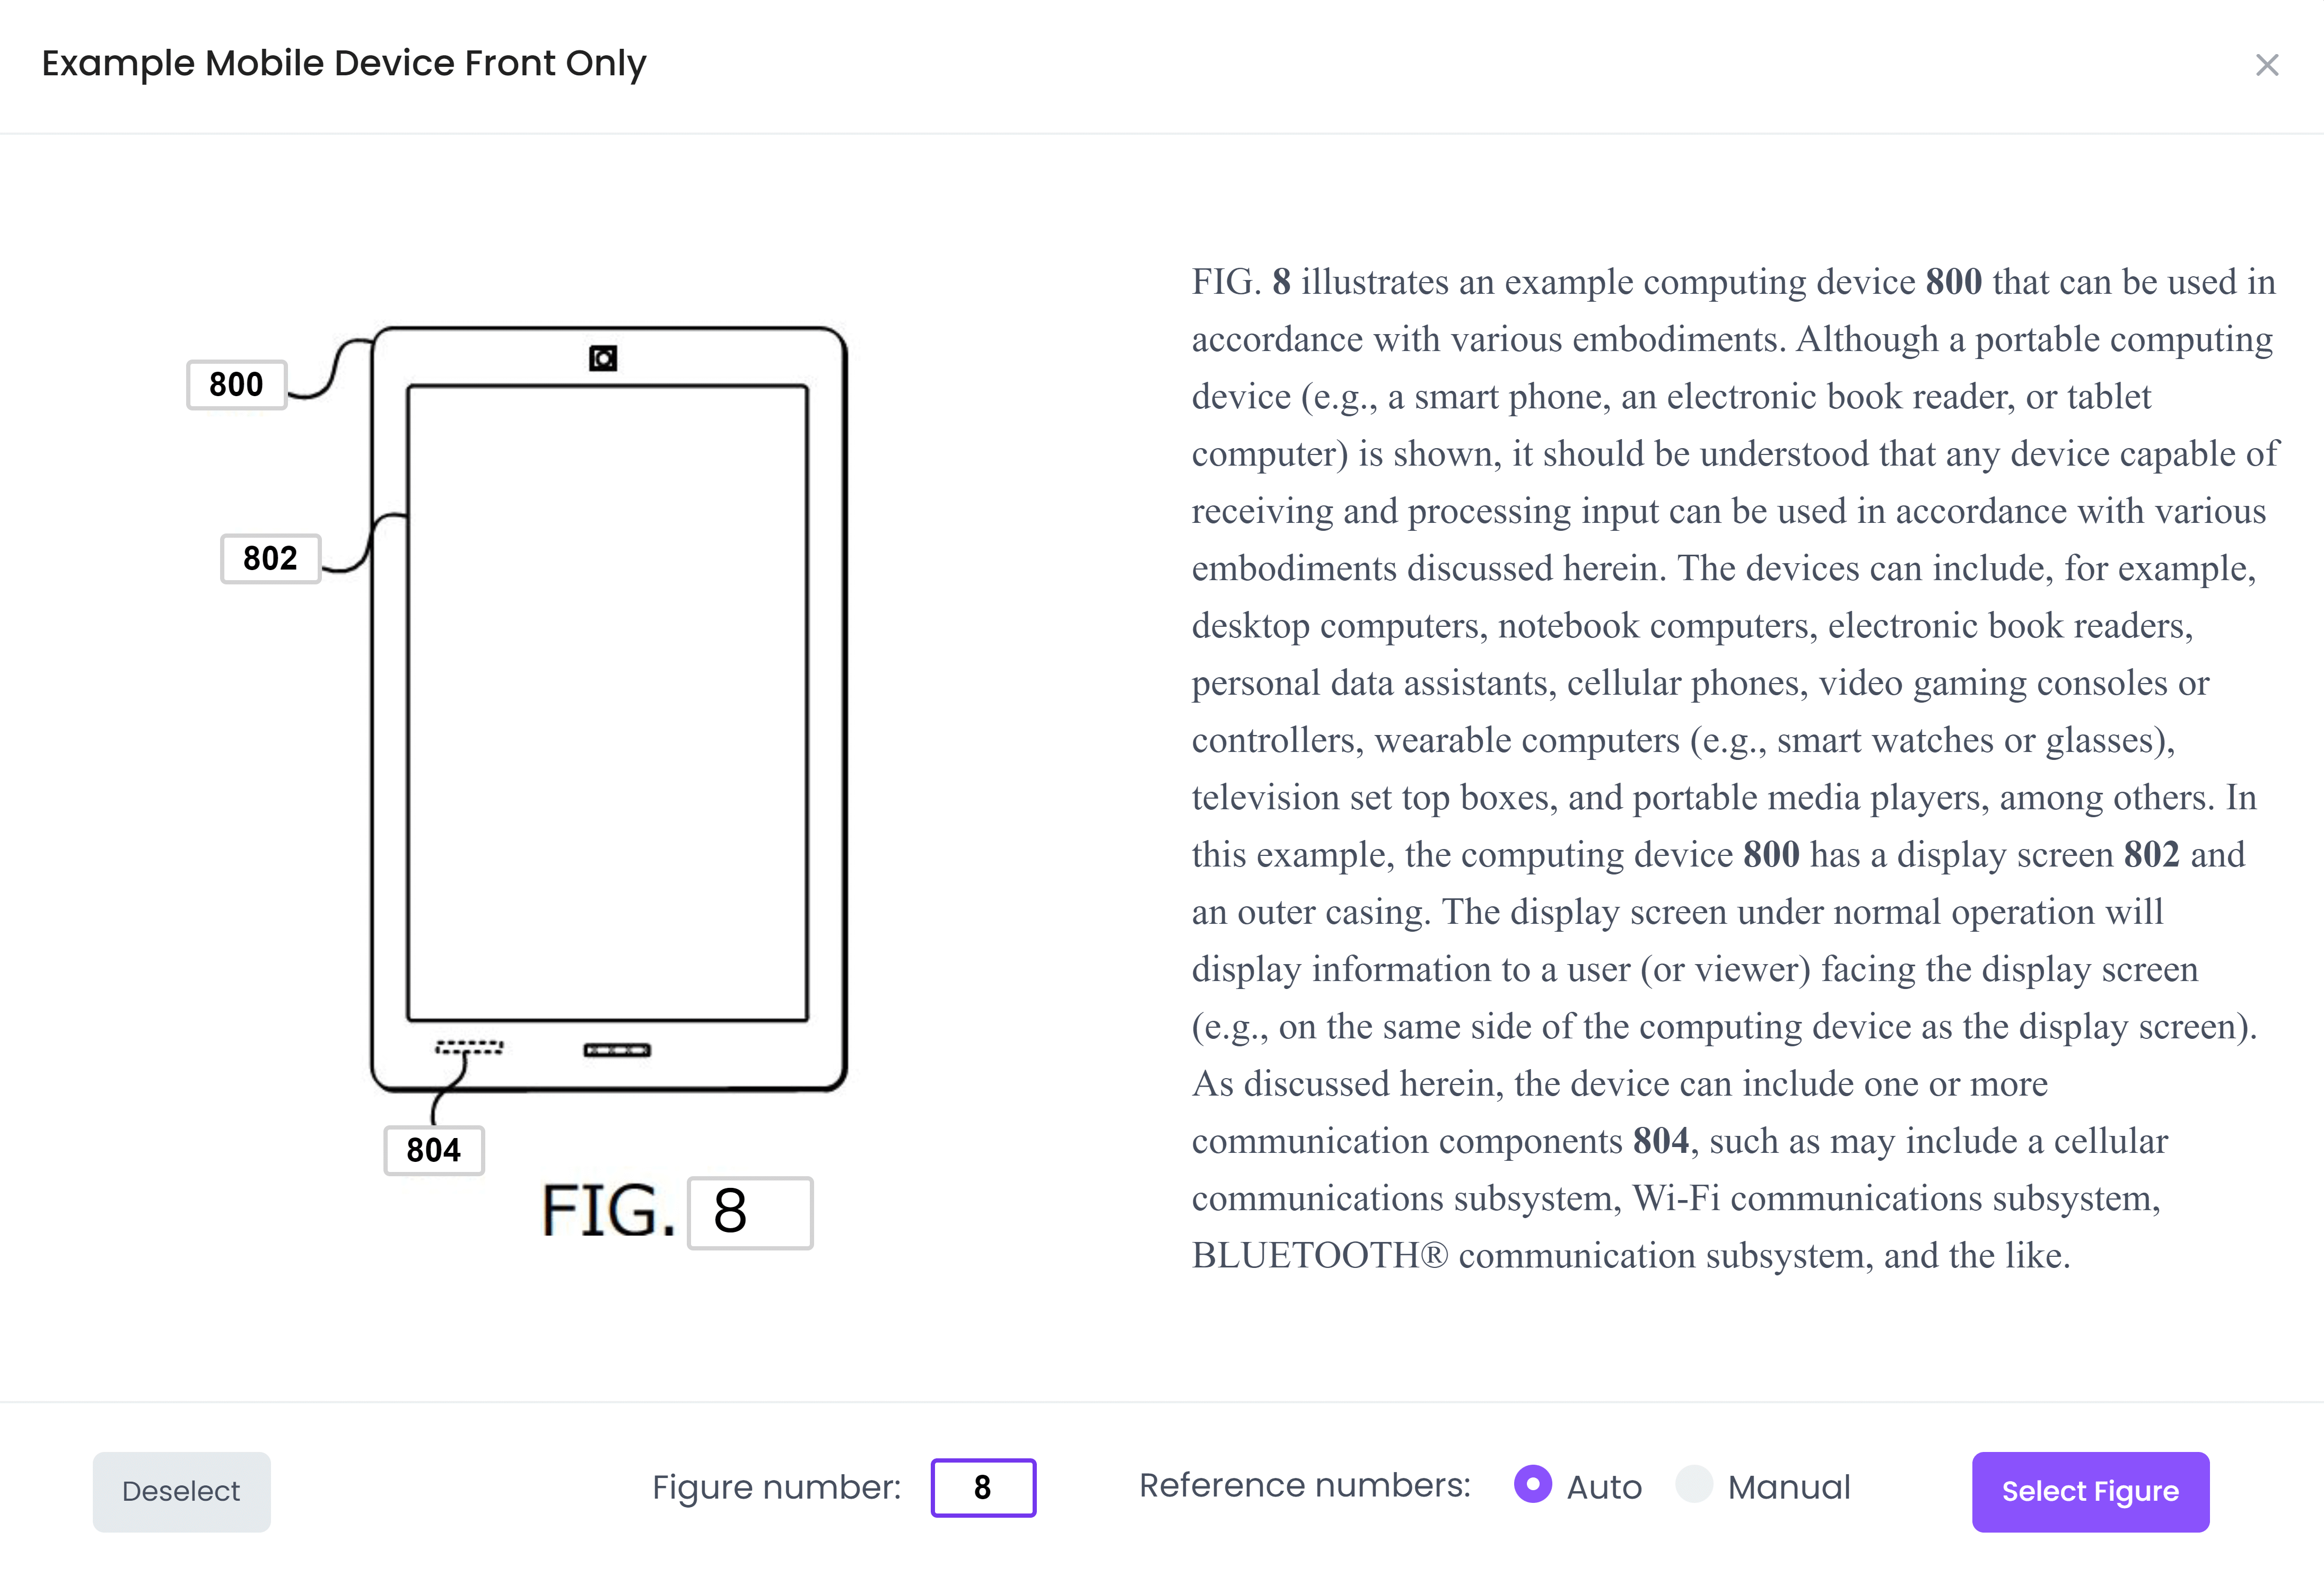 Example Mobile Device Front Only
800
802
804
FIG. 8
FIG. 8 illustrates an example computing device 800 that can be used in
accordance with various embodiments. Although a portable computing
device (e.g., a smart phone, an electronic book reader, or tablet
computer) is shown, it should be understood that any device capable of
receiving and processing input can be used in accordance with various
embodiments discussed herein. The devices can include, for example,
desktop computers, notebook computers, electronic book readers,
personal data assistants, cellular phones, video gaming consoles or
controllers, wearable computers (e.g., smart watches or glasses),
television set top boxes, and portable media players, among others. In
this example, the computing device 800 has a display screen 802 and
an outer casing. The display screen under normal operation will
display information to a user (or viewer) facing the display screen
(e.g., on the same side of the computing device as the display screen).
As discussed herein, the device can include one or more
communication components 804, such as may include a cellular
communications subsystem, Wi-Fi communications subsystem,
BLUETOOTH® communication subsystem, and the like.
Deselect
Figure number: 8
Reference numbers: Auto Manual
Select Figure